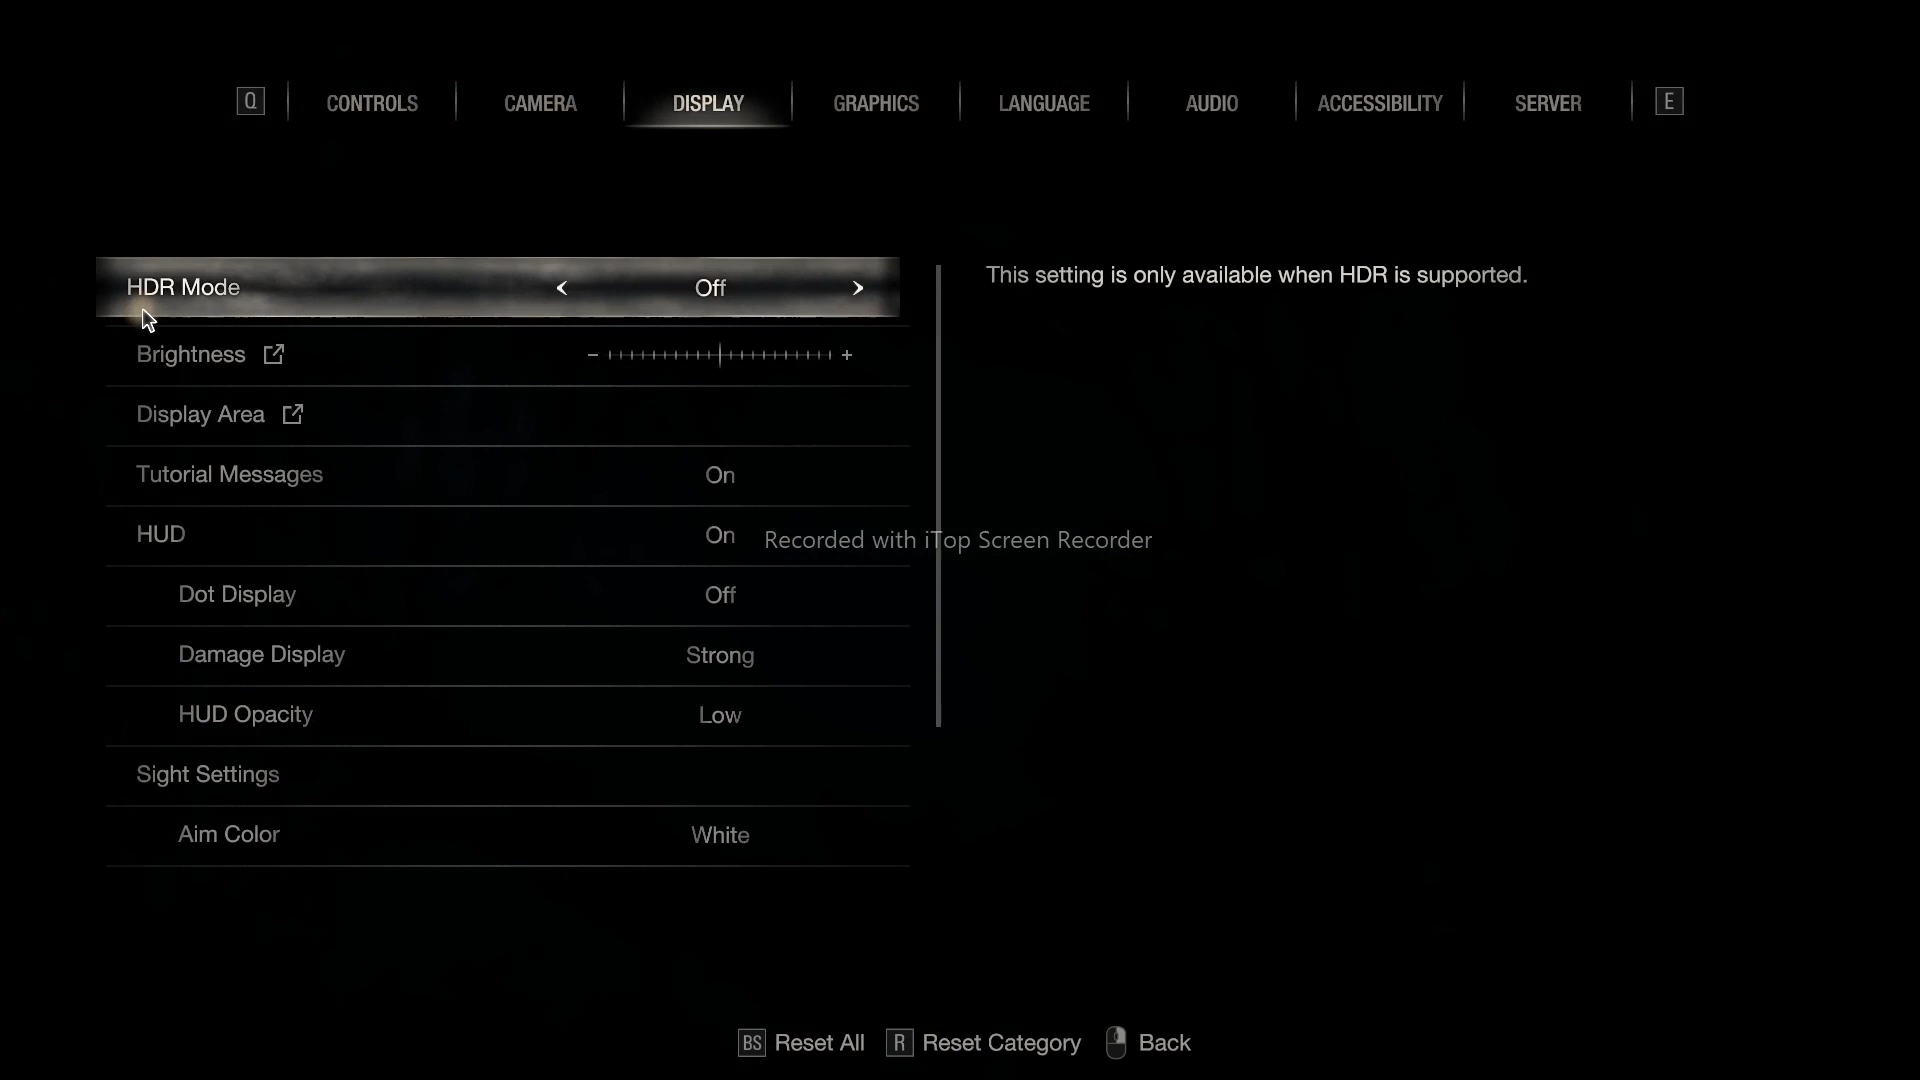 Q CONTROLS CAMERA DISPLAY GRAPHICS LANGUAGE AUDIO ACCESSIBILITY SERVER E
HDR Mode Off
This setting is only available when HDR is supported.
Brightness
Display Area
Tutorial Messages On
HUD On
Recorded with iTop Screen Recorder
Dot Display Off
Damage Display Strong
HUD Opacity Low
Sight Settings
Aim Color White
BS Reset All R Reset Category Back